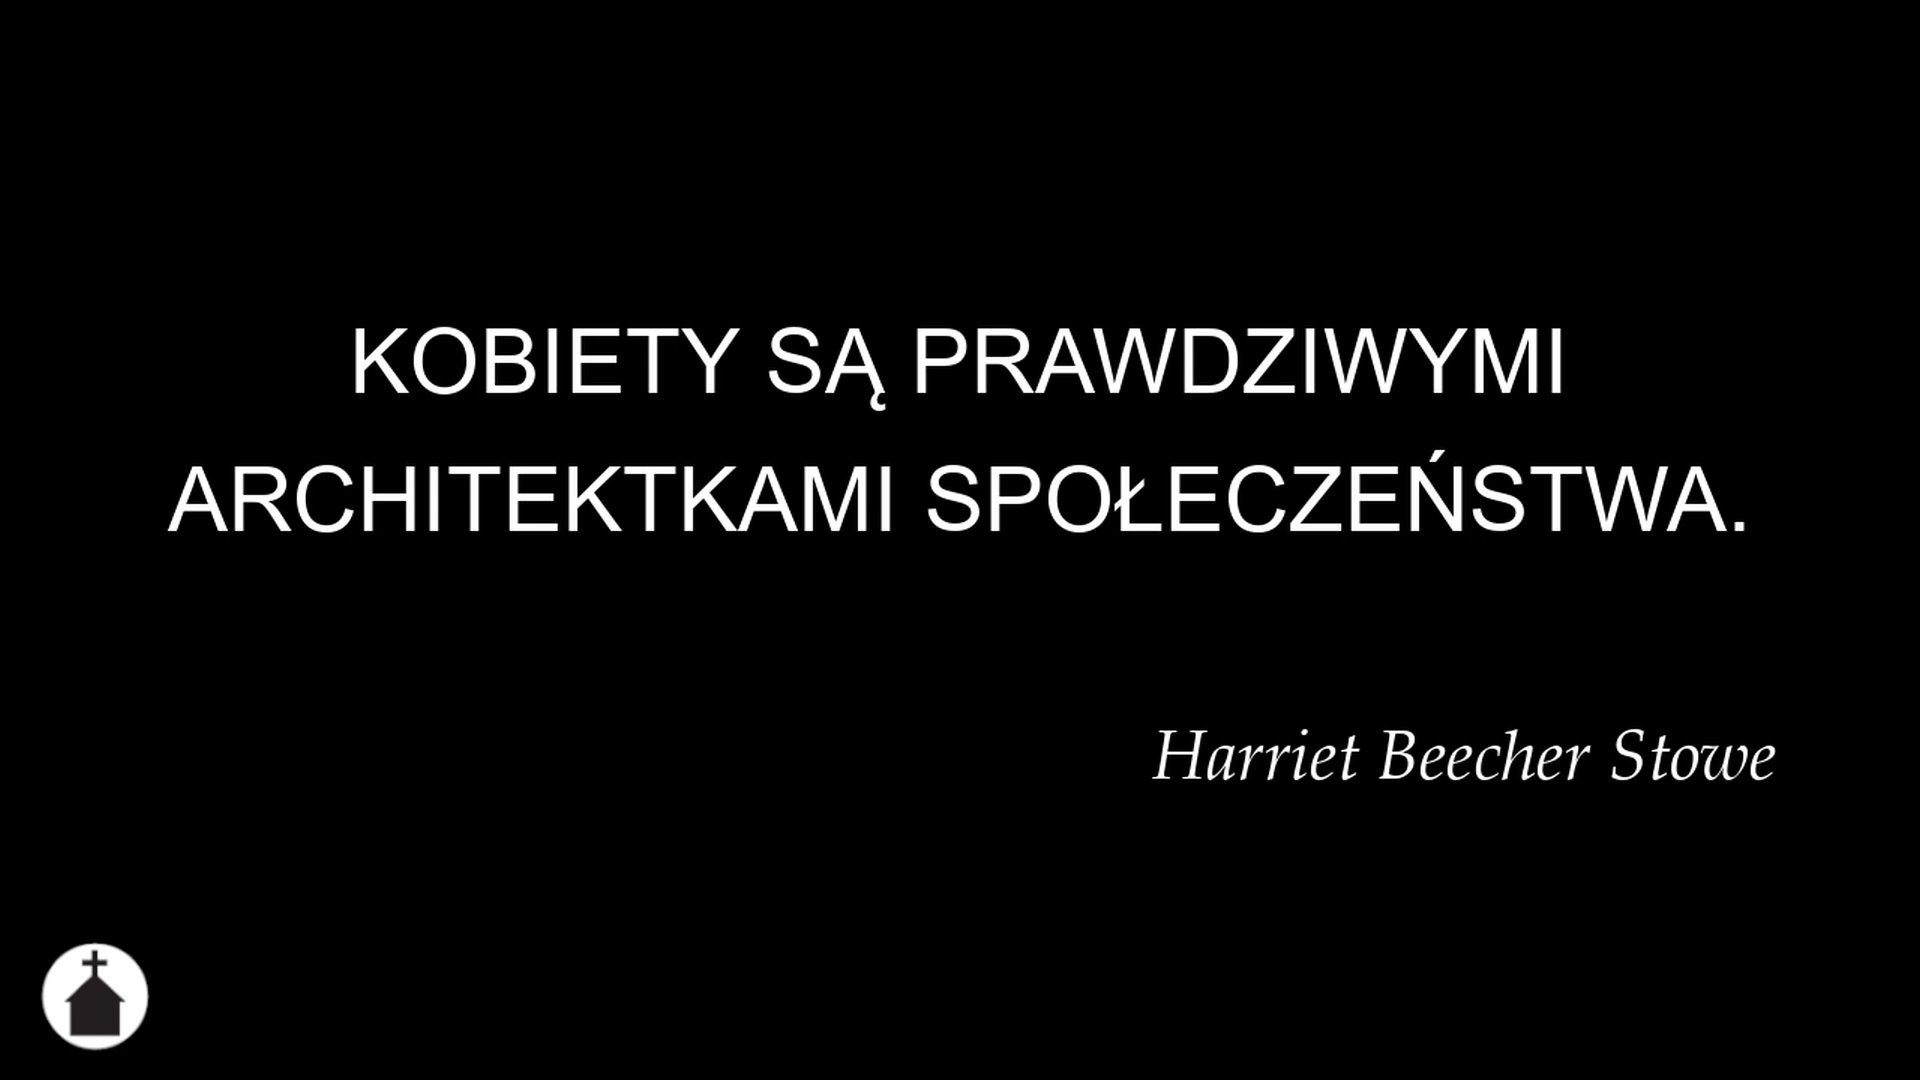 KOBIETY SĄ PRAWDZIWYMI
ARCHITEKTKAMI SPOŁECZEŃSTWA.
Harriet Beecher Stowe